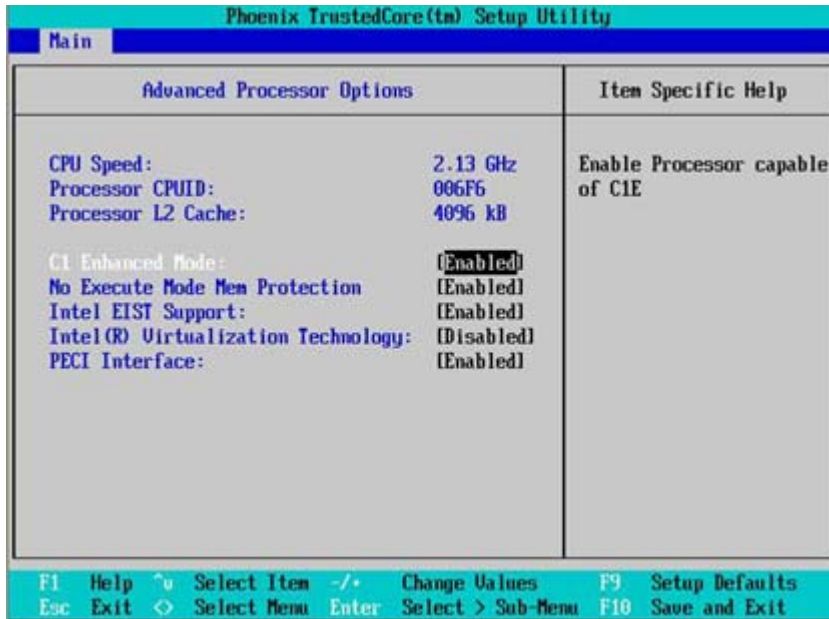 Phoenix TrustedCore(tm) Setup Utility
Main
Advanced Processor Options
Item Specific Help
CPU Speed: 2.13 GHz
Processor CPUID: 006F6
Processor L2 Cache: 4096 kB
C1 Enhanced Mode: [Enabled]
No Execute Mode Mem Protection [Enabled]
Intel EIST Support: [Enabled]
Intel(R) Virtualization Technology: [Disabled]
PECI Interface: [Enabled]
Enable Processor capable
of C1E
F1 Help ^v Select Item -/+ Change Values F9 Setup Defaults
Esc Exit <> Select Menu Enter Select > Sub-Menu F10 Save and Exit